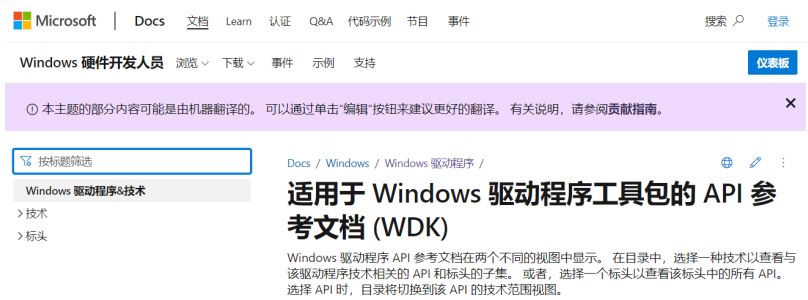 Microsoft | Docs 文档 Learn 认证 Q&A 代码示例 节目 事件 搜索 登录
Windows 硬件开发人员 浏览 下载 事件 示例 支持 仪表板
本主题的部分内容可能是由机器翻译的。 可以通过单击“编辑”按钮来建议更好的翻译。 有关说明，请参阅贡献指南。
按标题筛选
Windows 驱动程序&技术
技术
标头
Docs / Windows / Windows 驱动程序 /
适用于 Windows 驱动程序工具包的 API 参
考文档 (WDK)
Windows 驱动程序 API 参考文档在两个不同的视图中显示。 在目录中，选择一种技术以查看与
该驱动程序技术相关的 API 和标头的子集。 或者，选择一个标头以查看该标头中的所有 API。
选择 API 时，目录将切换到该 API 的技术范围视图。